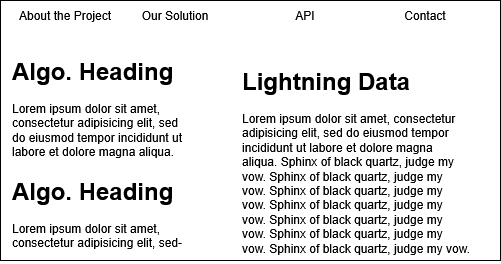 About the Project Our Solution API Contact
Algo. Heading
Lorem ipsum dolor sit amet,
consectetur adipisicing elit, sed
do eiusmod tempor incididunt ut
labore et dolore magna aliqua.
Algo. Heading
Lorem ipsum dolor sit amet,
consectetur adipisicing elit, sed-
Lightning Data
Lorem ipsum dolor sit amet, consectetur
adipisicing elit, sed do eiusmod tempor
incididunt ut labore et dolore magna
aliqua. Sphinx of black quartz, judge my
vow. Sphinx of black quartz, judge my
vow. Sphinx of black quartz, judge my
vow. Sphinx of black quartz, judge my
vow. Sphinx of black quartz, judge my
vow. Sphinx of black quartz, judge my
vow. Sphinx of black quartz, judge my vow.